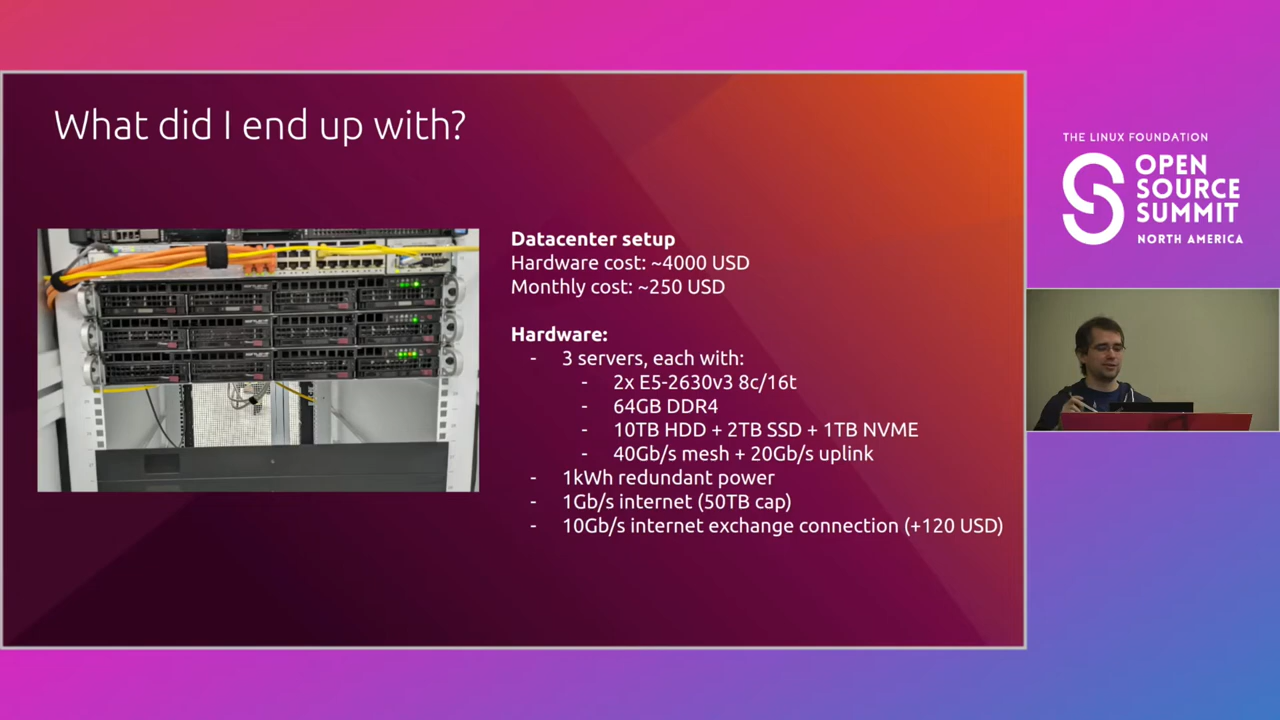 What did I end up with?
Datacenter setup
Hardware cost: ~4000 USD
Monthly cost: ~250 USD
Hardware:
- 3 servers, each with:
- 2x E5-2630v3 8c/16t
- 64GB DDR4
- 10TB HDD + 2TB SSD + 1TB NVME
- 40Gb/s mesh + 20Gb/s uplink
- 1kWh redundant power
- 1Gb/s internet (50TB cap)
- 10Gb/s internet exchange connection (+120 USD)
THE LINUX FOUNDATION
OPEN
SOURCE
SUMMIT
NORTH AMERICA